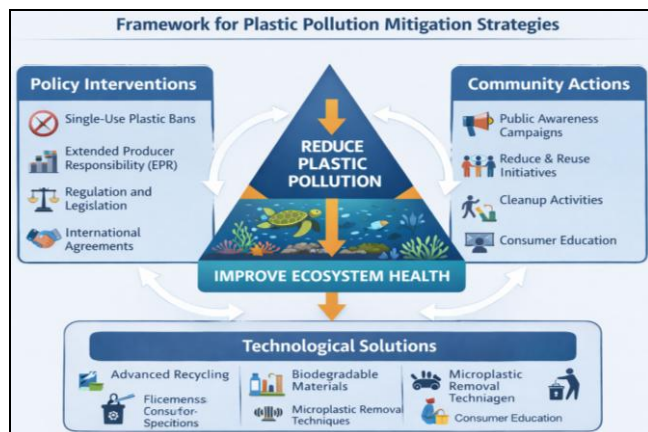 Framework for Plastic Pollution Mitigation Strategies
Policy Interventions
Single-Use Plastic Bans
Extended Producer
Responsibility (EPR)
Regulation and
Legislation
International
Agreements
REDUCE
PLASTIC
POLLUTION
IMPROVE ECOSYSTEM HEALTH
Community Actions
Public Awareness
Campaigns
Reduce & Reuse
Initiatives
Cleanup Activities
Consumer Education
Technological Solutions
Advanced Recycling
Flicemenss
Consufor-
Specitions
Biodegradable
Materials
Microplastic Removal
Techniques
Microplastic
Removal
Techniagen
Consumer Education